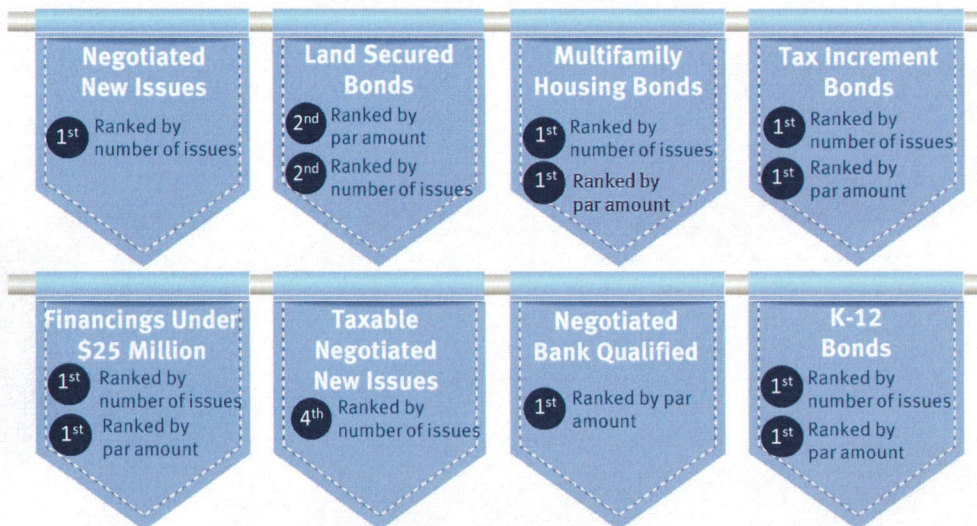 Negotiated
New Issues
1st Ranked by
number of issues
Land Secured
Bonds
2nd Ranked by
par amount
2nd Ranked by
number of issues
Multifamily
Housing Bonds
1st Ranked by
number of issues
1st Ranked by
par amount
Tax Increment
Bonds
1st Ranked by
number of issues
1st Ranked by
par amount
Financings Under
$25 Million
1st Ranked by
number of issues
1st Ranked by
par amount
Taxable
Negotiated
New Issues
4th Ranked by
number of issues
Negotiated
Bank Qualified
1st Ranked by par
amount
K-12
Bonds
1st Ranked by
number of issues
1st Ranked by
par amount